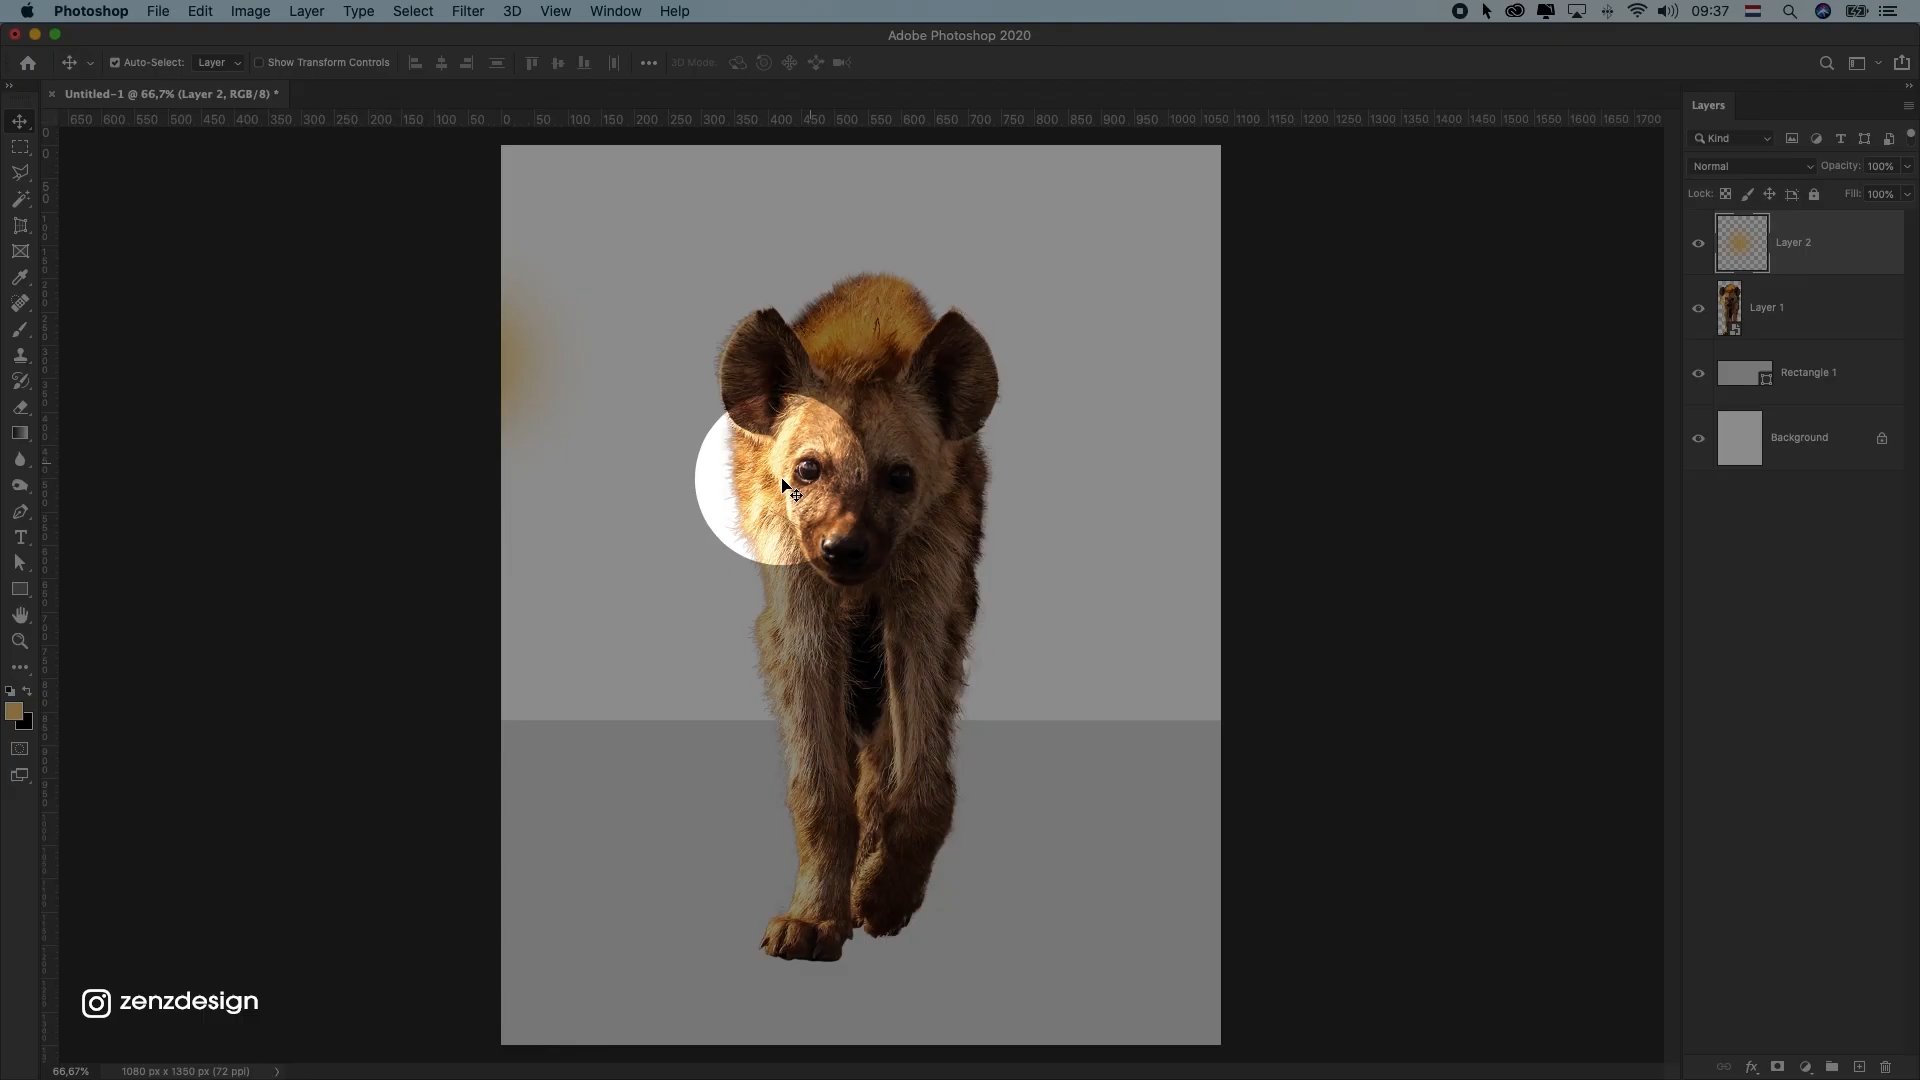 Photoshop File Edit Image Layer Type Select Filter 3D View Window Help 09:37
Adobe Photoshop 2020
Auto-Select: Layer Show Transform Controls 3D Mode:
Untitled-1 @ 66,7% (Layer 2, RGB/8) *
650 600 550 500 450 400 350 300 250 200 150 100 50 0 50 100 150 200 250 300 350 400 450 500 550 600 650 700 750 800 850 900 950 1000 1050 1100 1150 1200 1250 1300 1350 1400 1450 1500 1550 1600 1650 1700
Layers
Kind
Normal Opacity: 100%
Lock: Fill: 100%
Layer 2
Layer 1
Rectangle 1
Background
zenzdesign
66,67% 1080 px x 1350 px (72 ppi)